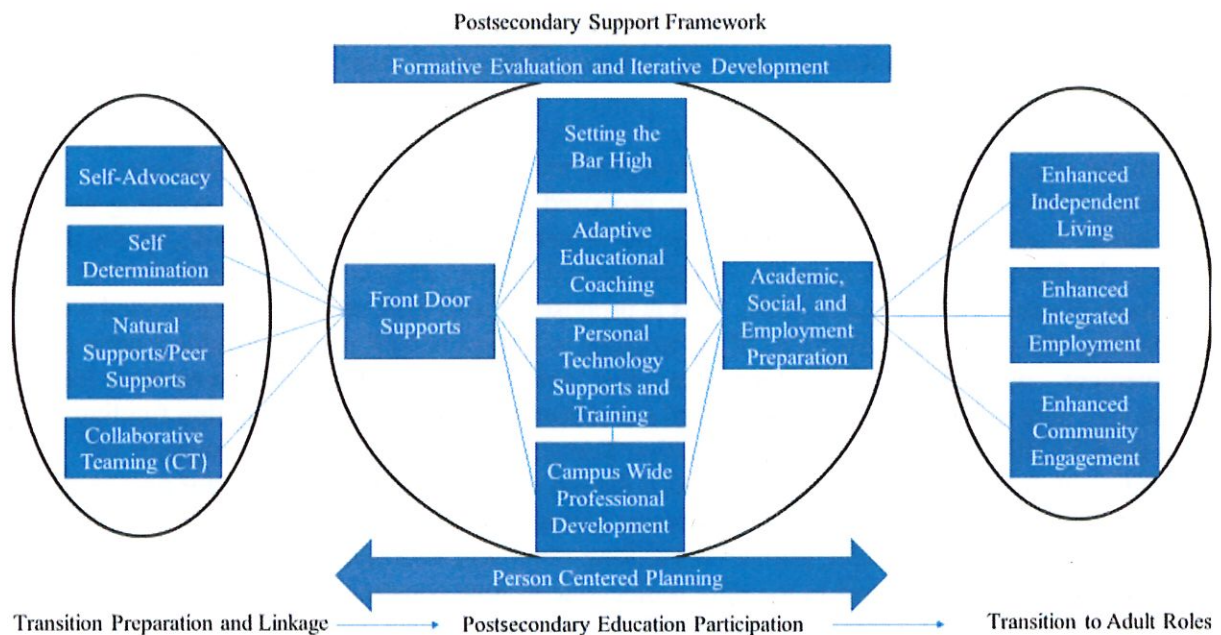 Postsecondary Support Framework
Formative Evaluation and Iterative Development
Self-Advocacy
Self
Determination
Natural
Supports/Peer
Supports
Collaborative
Teaming (CT)
Front Door
Supports
Setting the
Bar High
Adaptive
Educational
Coaching
Personal
Technology
Supports and
Training
Campus Wide
Professional
Development
Academic,
Social, and
Employment
Preparation
Enhanced
Independent
Living
Enhanced
Integrated
Employment
Enhanced
Community
Engagement
Person Centered Planning
Transition Preparation and Linkage
Postsecondary Education Participation
Transition to Adult Roles